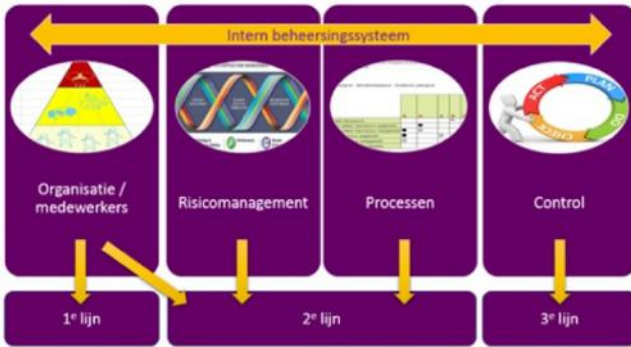 Intern beheersingssysteem
ACT
PLAN
DO
CHECK
Organisatie /
medewerkers
Risicomanagement
Processen
Control
1e lijn
2e lijn
3e lijn